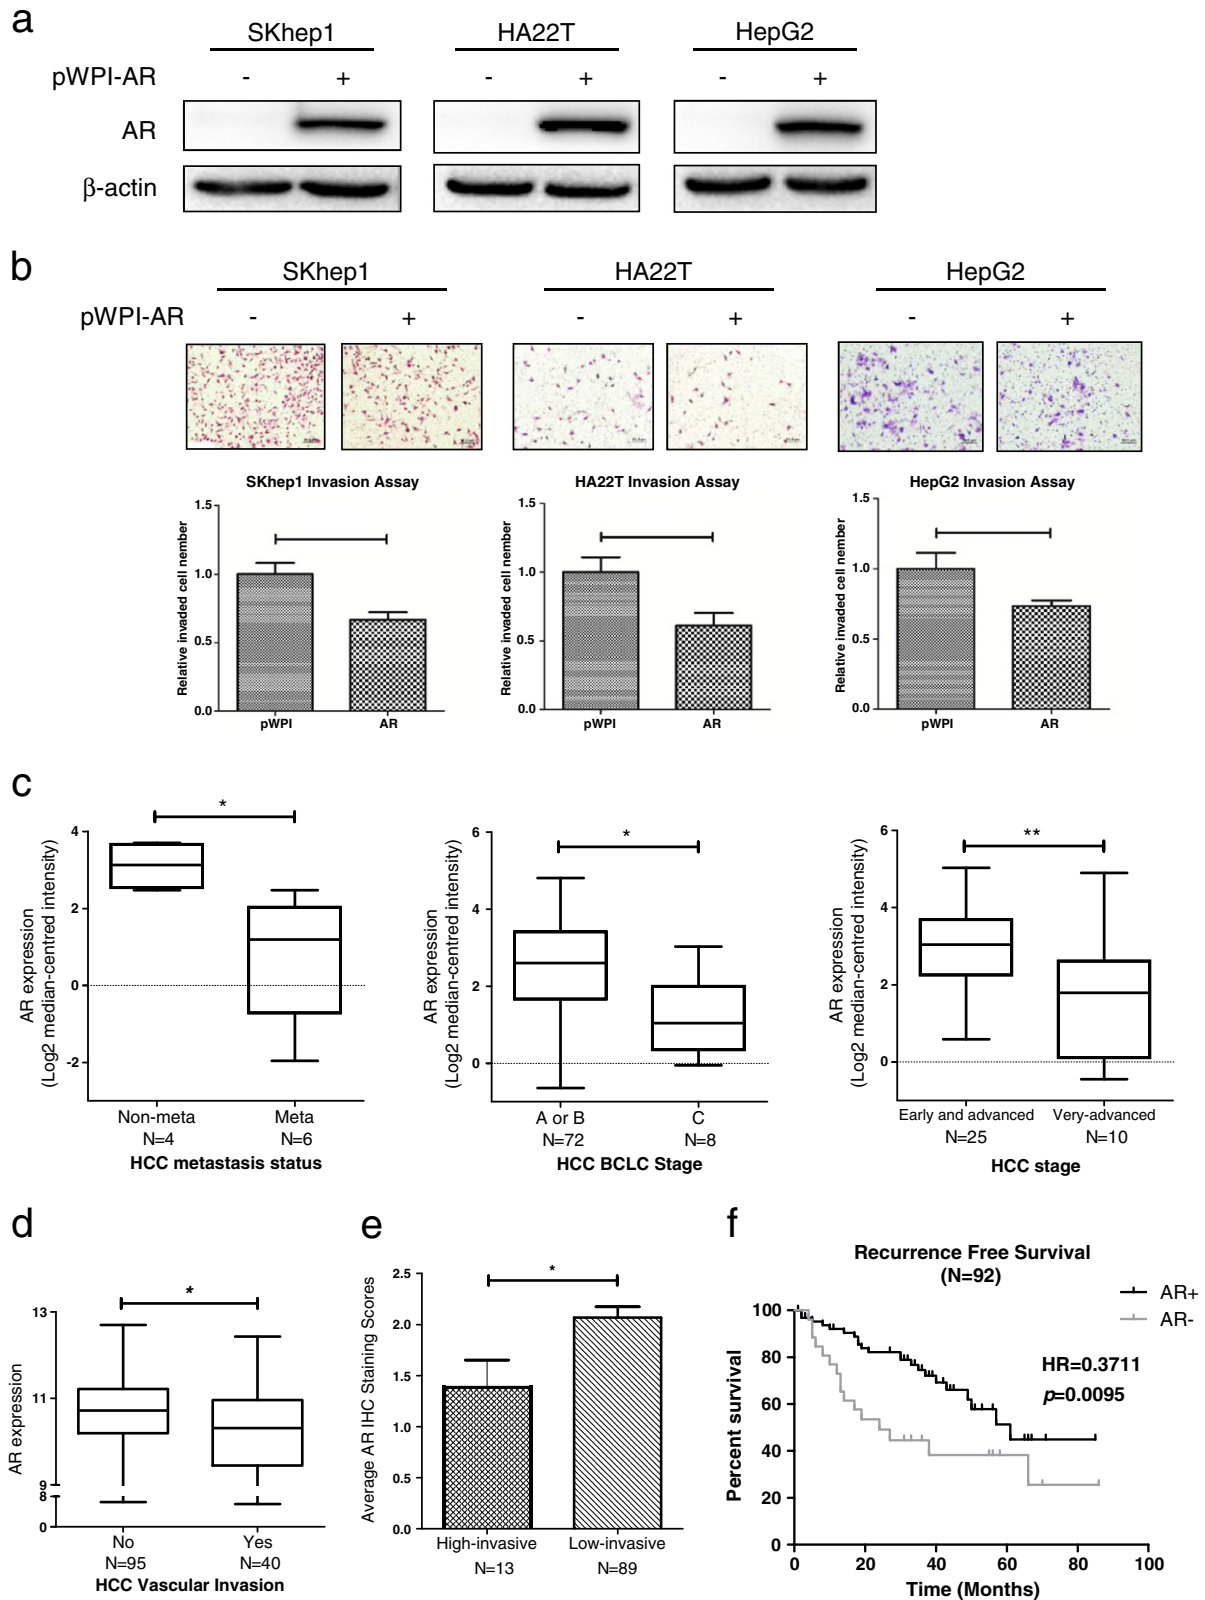 a
SKhep1 HA22T HepG2
pWPI-AR - + - + - +
AR
β-actin
b
SKhep1 HA22T HepG2
pWPI-AR - + - + - +
SKhep1 Invasion Assay
Relative invaded cell nember
1.5
1.0
0.5
0.0
pWPI AR
HA22T Invasion Assay
Relative invaded cell nember
1.5
1.0
0.5
0.0
pWPI AR
HepG2 Invasion Assay
Relative invaded cell nember
1.5
1.0
0.5
0.0
pWPI AR
c
AR expression
(Log2 median-centred intensity)
*
4
2
0
-2
Non-meta Meta
N=4 N=6
HCC metastasis status
AR expression
(Log2 median-centred intensity)
*
6
4
2
0
A or B C
N=72 N=8
HCC BCLC Stage
AR expression
(Log2 median-centred intensity)
**
6
4
2
0
Early and advanced Very-advanced
N=25 N=10
HCC stage
d
AR expression
*
13
11
9
8
0
No Yes
N=95 N=40
HCC Vascular Invasion
e
Average AR IHC Staining Scores
*
2.5
2.0
1.5
1.0
0.5
0.0
High-invasive Low-invasive
N=13 N=89
f
Recurrence Free Survival
(N=92)
AR+
AR-
HR=0.3711
p=0.0095
Percent survival
100
80
60
40
20
0
0 20 40 60 80 100
Time (Months)